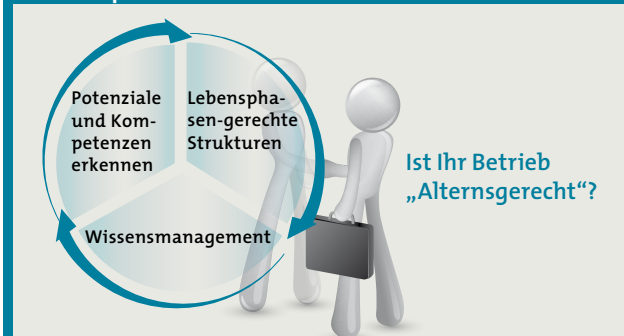 Potenziale
und Kom-
petenzen
erkennen
Lebenspha-
sen-gerechte
Strukturen
Wissensmanagement
Ist Ihr Betrieb
„Alternsgerecht“?